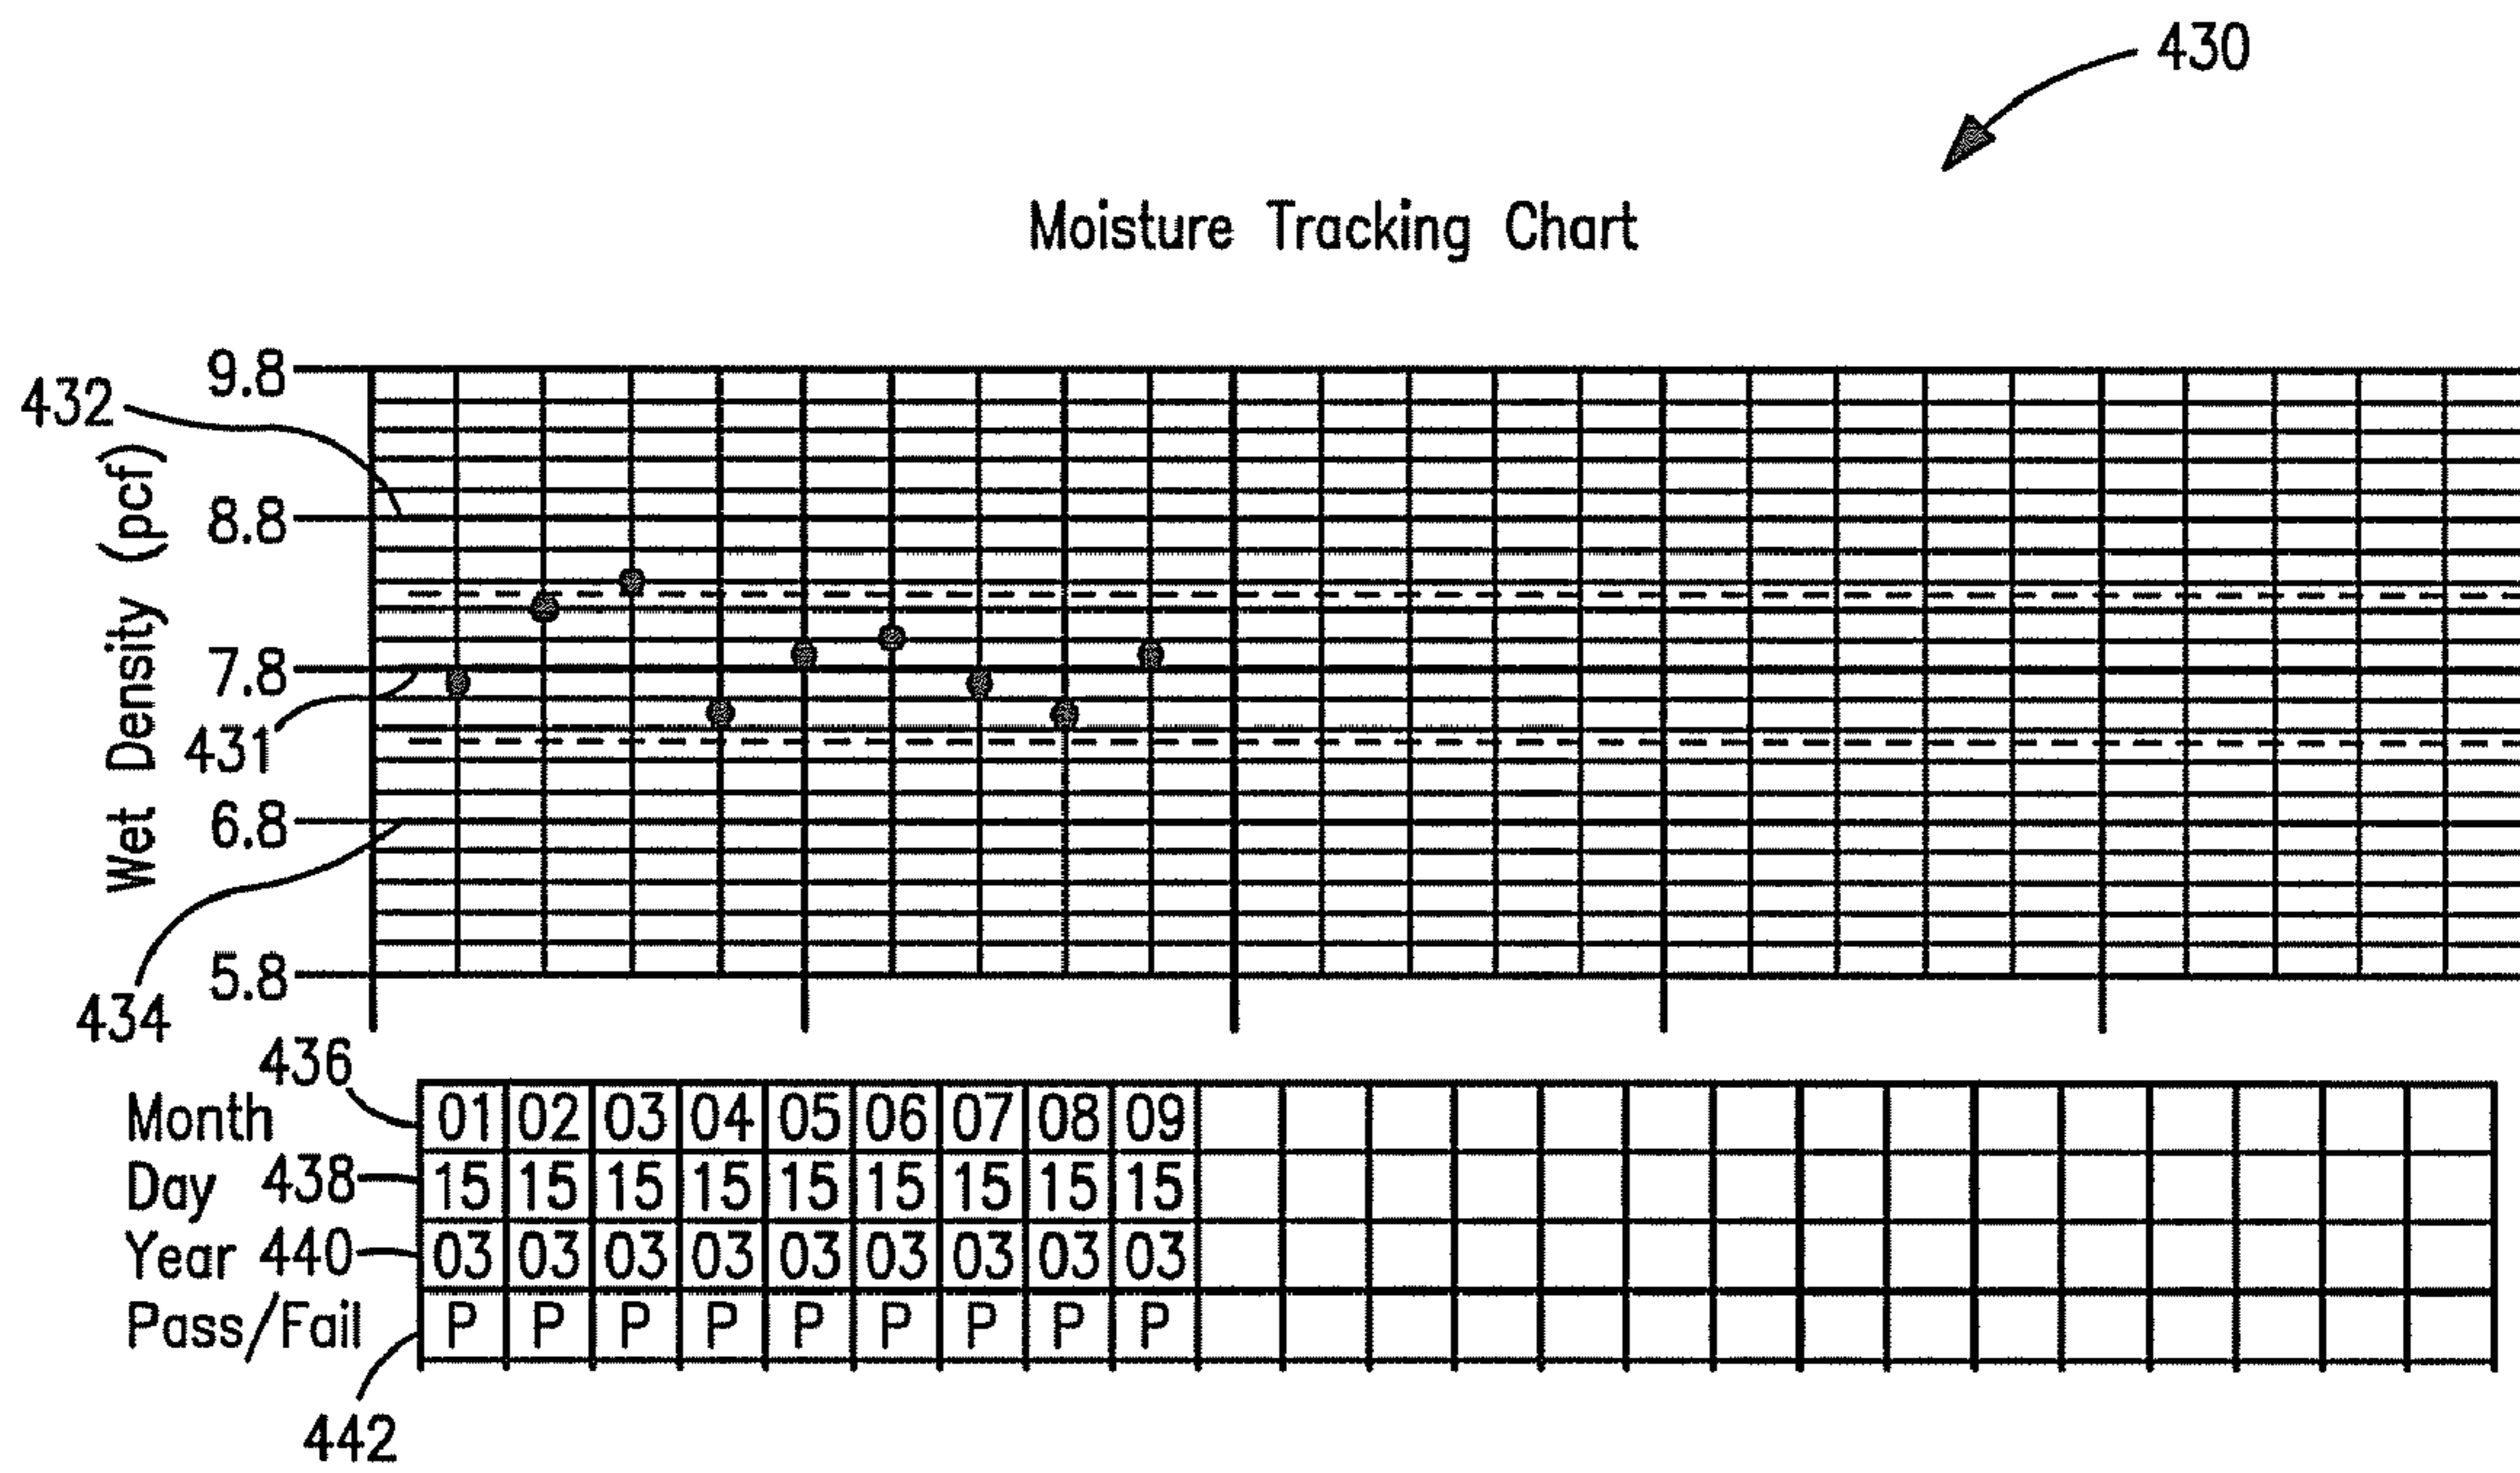 430
Moisture Tracking Chart
Wet Density (pcf)
9.8
432
8.8
7.8
431
6.8
5.8
434
436
Month 01 02 03 04 05 06 07 08 09
Day 438 15 15 15 15 15 15 15 15 15
Year 440 03 03 03 03 03 03 03 03 03
Pass/Fail P P P P P P P P P
442